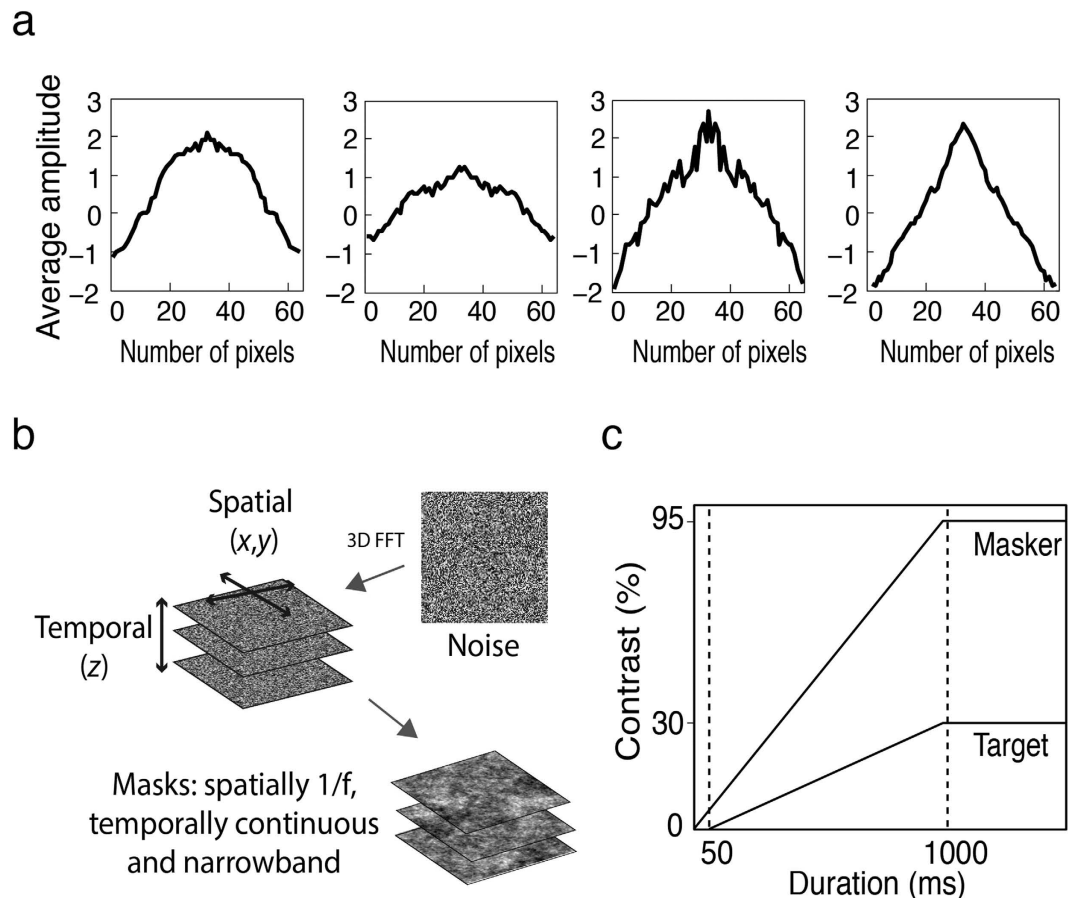 a
Average amplitude
3
2
1
0
−1
−2
0 20 40 60
Number of pixels
3
2
1
0
−1
−2
0 20 40 60
Number of pixels
3
2
1
0
−1
−2
0 20 40 60
Number of pixels
3
2
1
0
−1
−2
0 20 40 60
Number of pixels
b
Spatial
(x,y)
3D FFT
Temporal
(z)
Noise
Masks: spatially 1/f,
temporally continuous
and narrowband
c
Contrast (%)
95
30
0
Masker
Target
50 1000
Duration (ms)